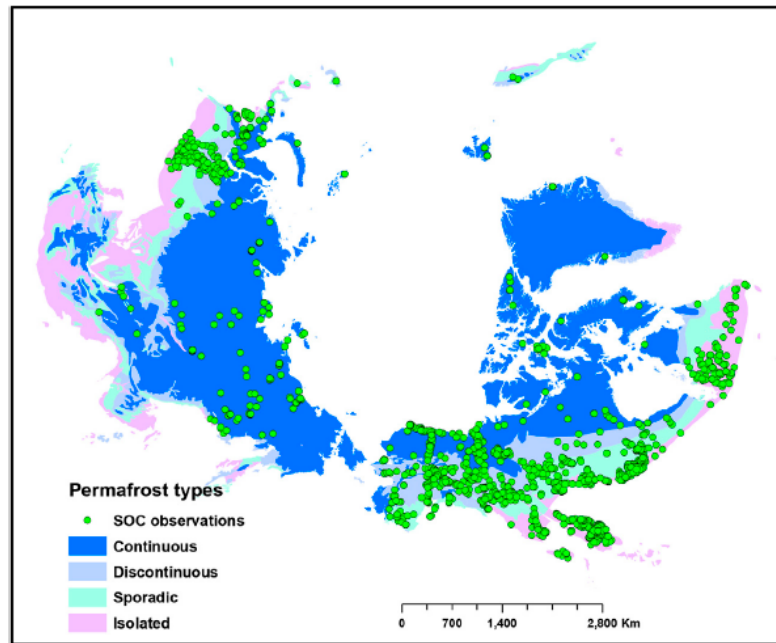 Permafrost types
SOC observations
Continuous
Discontinuous
Sporadic
Isolated
0 700 1,400 2,800 Km